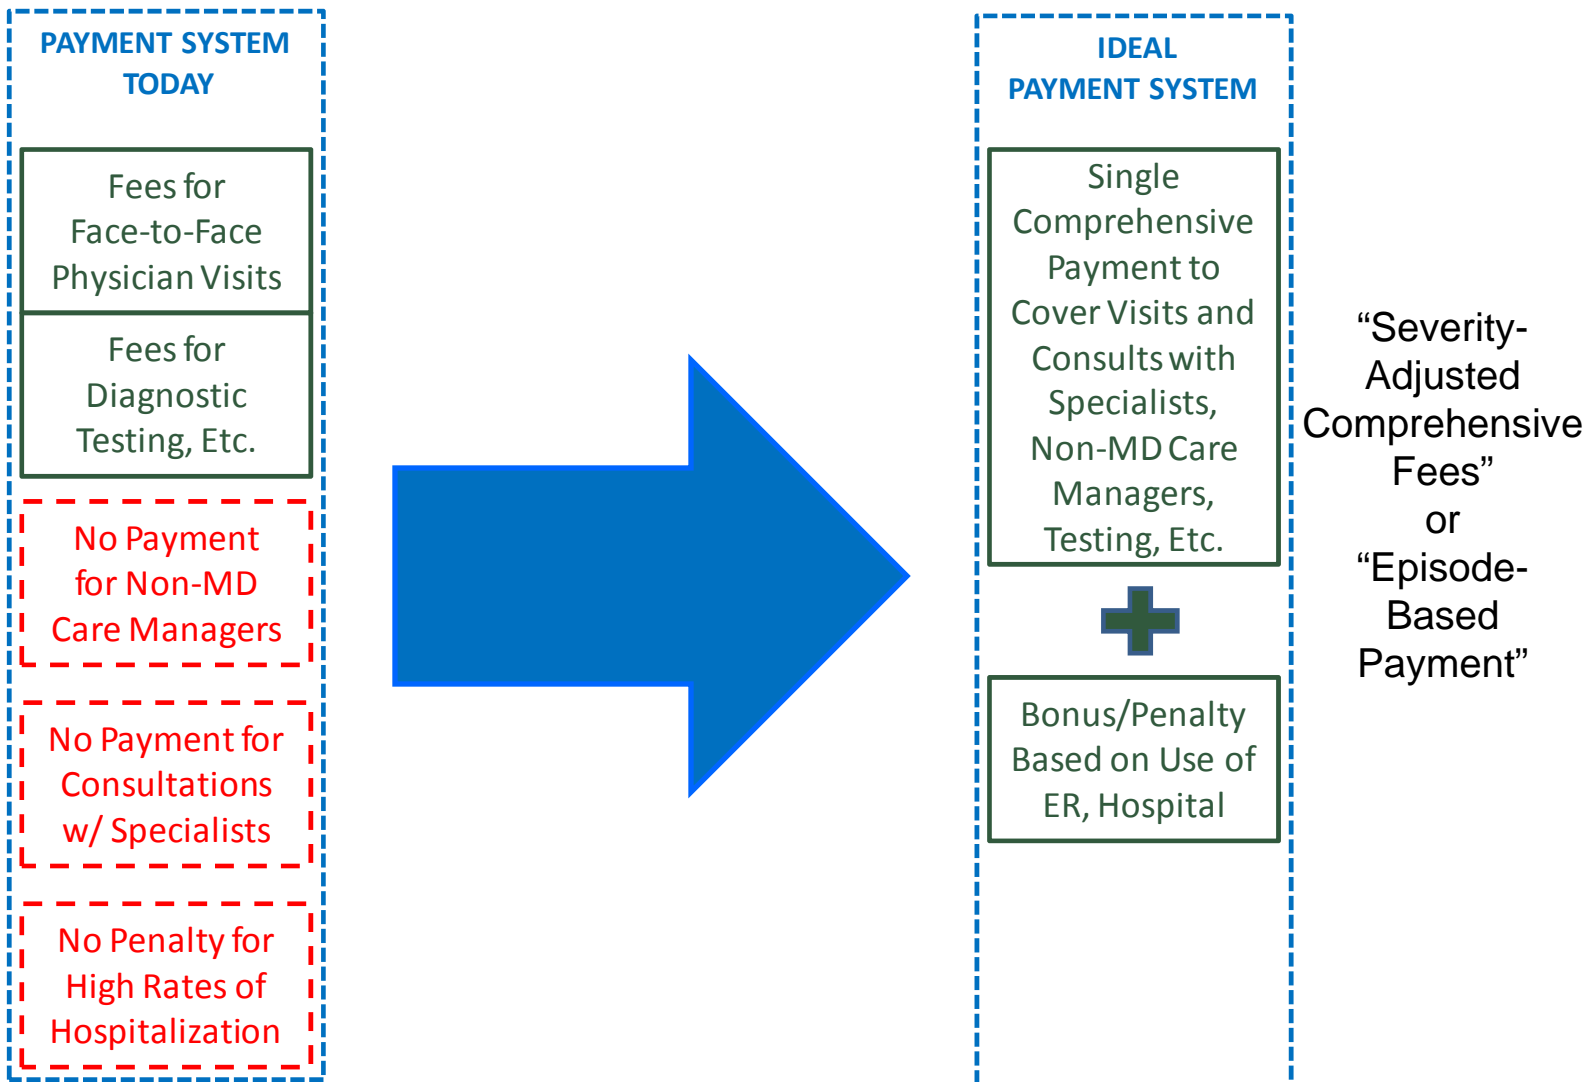 PAYMENT SYSTEM
TODAY
Fees for
Face-to-Face
Physician Visits
Fees for
Diagnostic
Testing, Etc.
No Payment
for Non-MD
Care Managers
No Payment for
Consultations
w/ Specialists
No Penalty for
High Rates of
Hospitalization
IDEAL
PAYMENT SYSTEM
Single
Comprehensive
Payment to
Cover Visits and
Consults with
Specialists,
Non-MD Care
Managers,
Testing, Etc.
Bonus/Penalty
Based on Use of
ER, Hospital
“Severity-
Adjusted
Comprehensive
Fees”
or
“Episode-
Based
Payment”